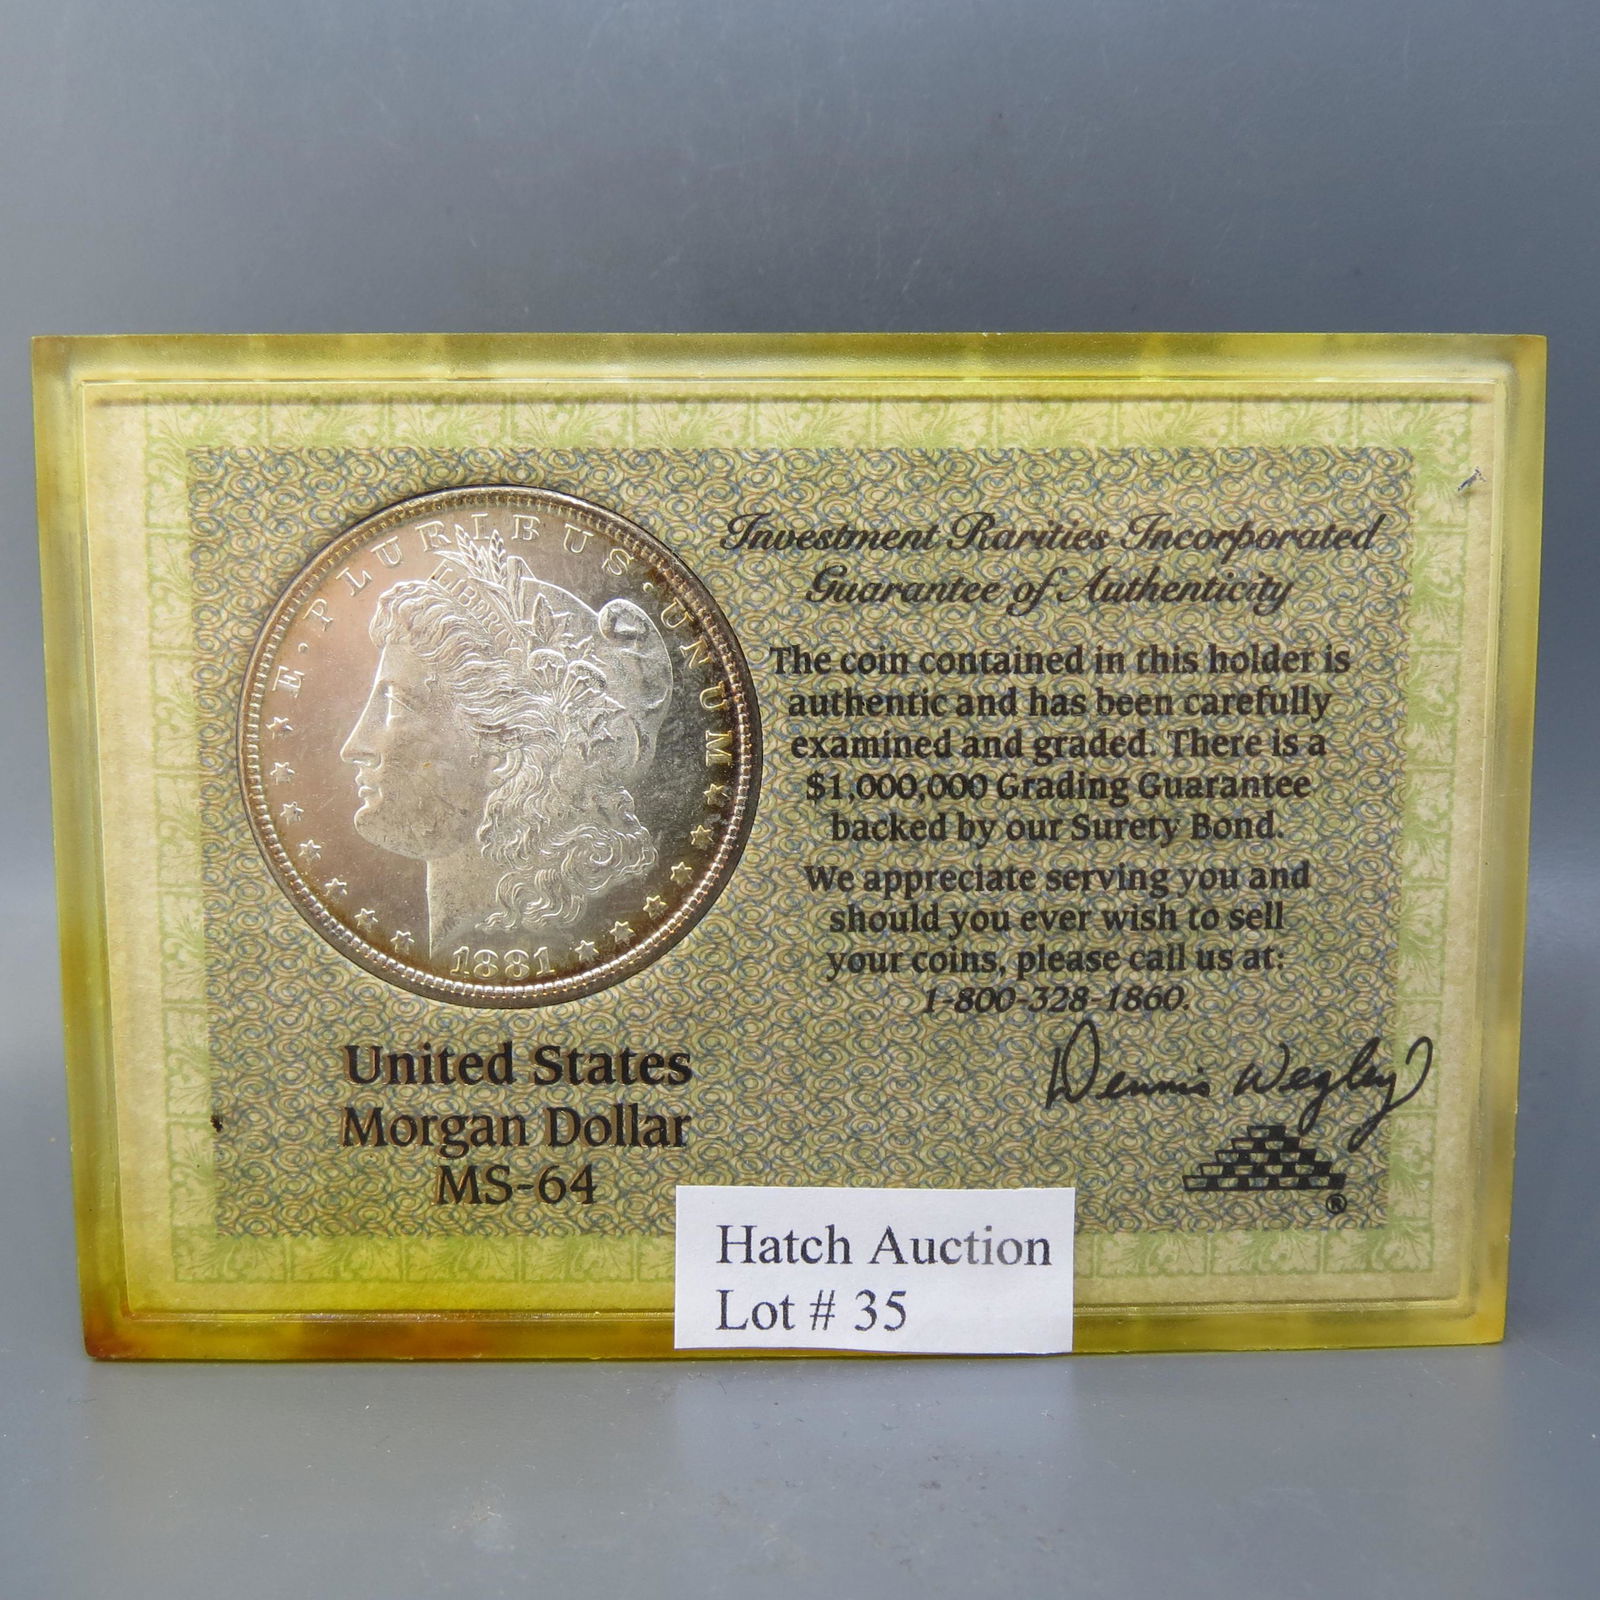 E · PLURIBUS · UNUM
1881
United States
Morgan Dollar
MS-64
Investment Rarities Incorporated
Guarantee of Authenticity
The coin contained in this holder is
authentic and has been carefully
examined and graded. There is a
$1,000,000 Grading Guarantee
backed by our Surety Bond.
We appreciate serving you and
should you ever wish to sell
your coins, please call us at:
1-800-328-1860.
Dennis Wegley
®
Hatch Auction
Lot # 35